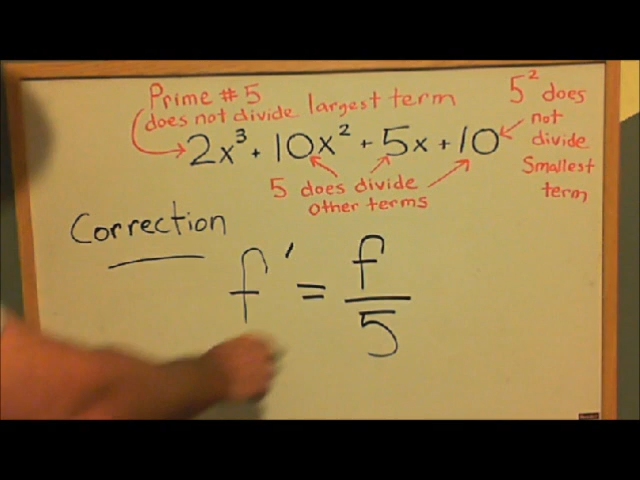 Prime # 5
does not divide largest term
2x³ + 10x² + 5x + 10
5² does
not
divide
Smallest
term
5 does divide
other terms
Correction
f' = f/5